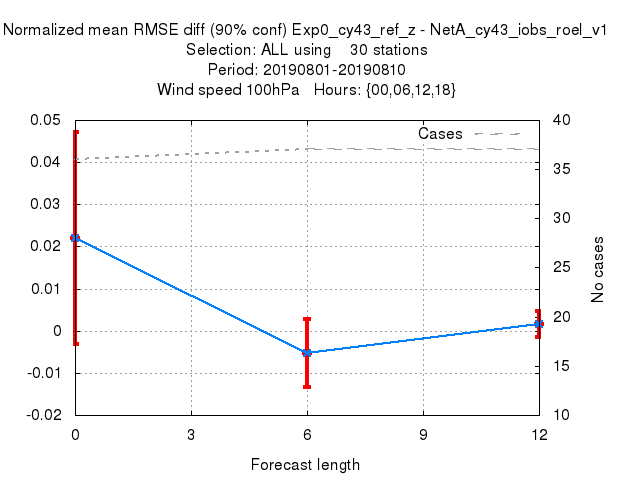 Normalized mean RMSE diff (90% conf) Exp0_cy43_ref_z - NetA_cy43_iobs_roel_v1
Selection: ALL using 30 stations
Period: 20190801-20190810
Wind speed 100hPa Hours: {00,06,12,18}
Cases
0.05
0.04
0.03
0.02
0.01
0
-0.01
-0.02
40
35
30
25
20
15
10
No cases
0 3 6 9 12
Forecast length